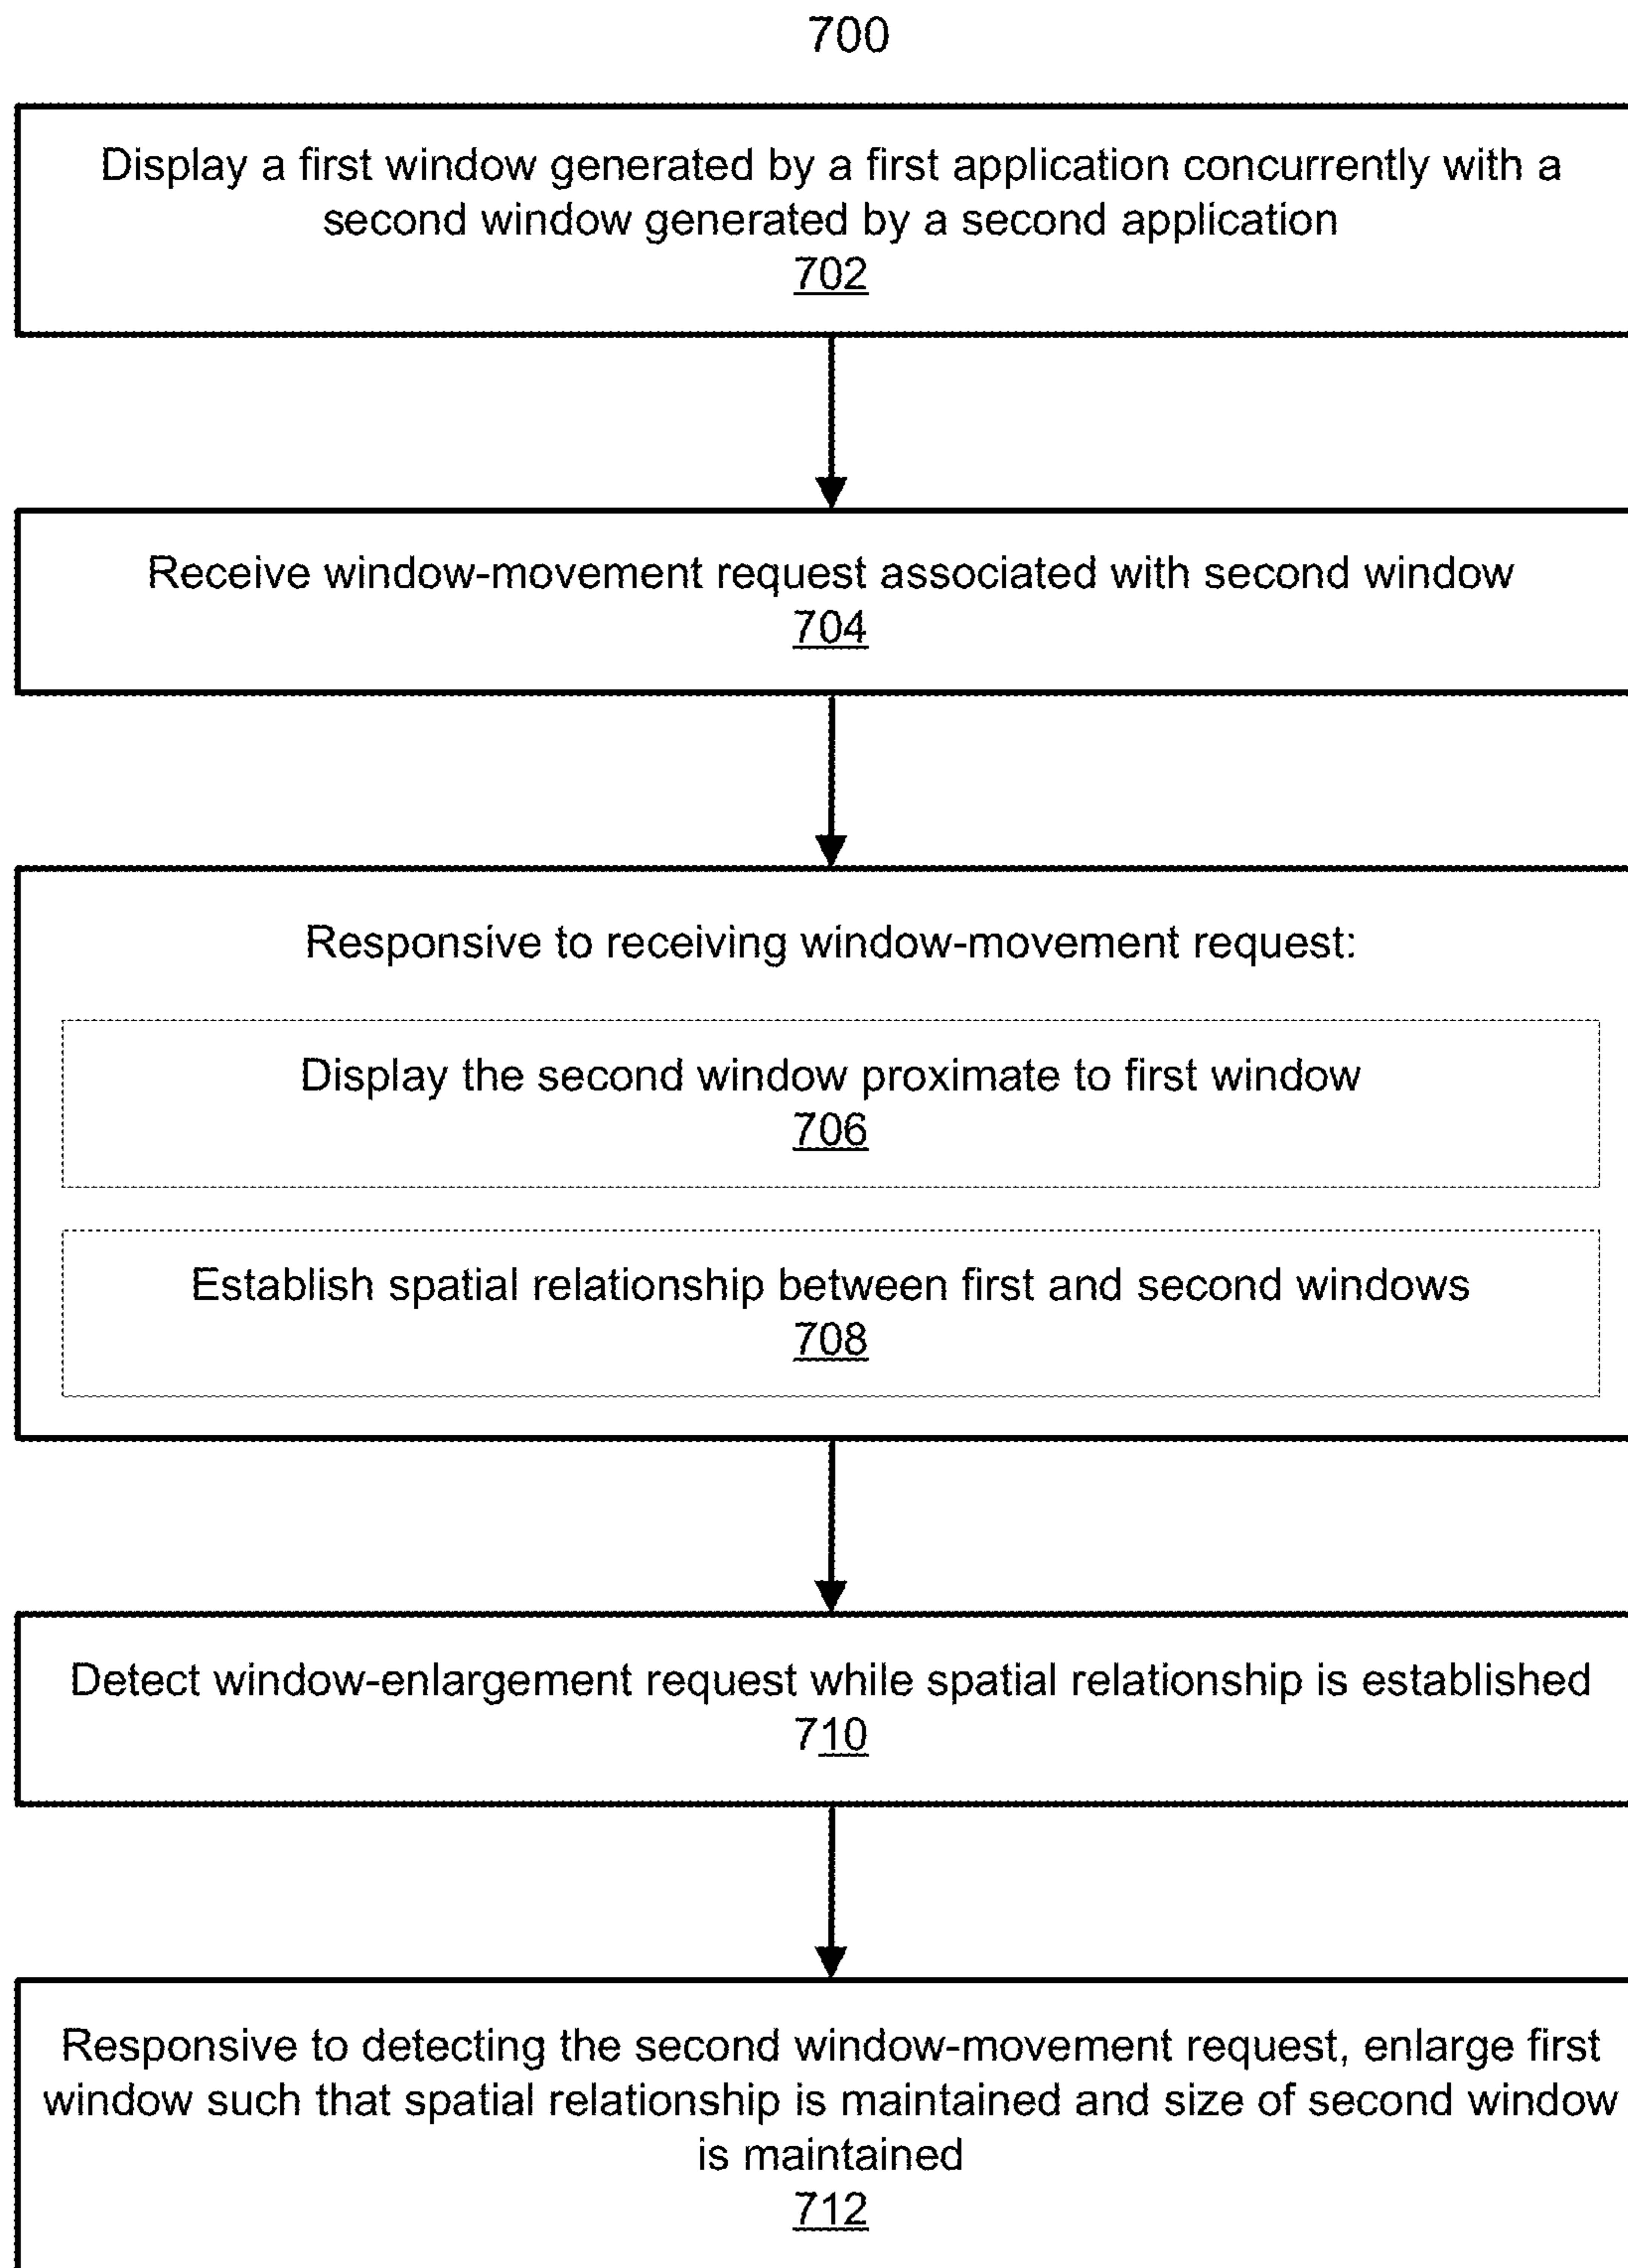 700
Display a first window generated by a first application concurrently with a
second window generated by a second application
702
Receive window-movement request associated with second window
704
Responsive to receiving window-movement request:
Display the second window proximate to first window
706
Establish spatial relationship between first and second windows
708
Detect window-enlargement request while spatial relationship is established
710
Responsive to detecting the second window-movement request, enlarge first
window such that spatial relationship is maintained and size of second window
is maintained
712